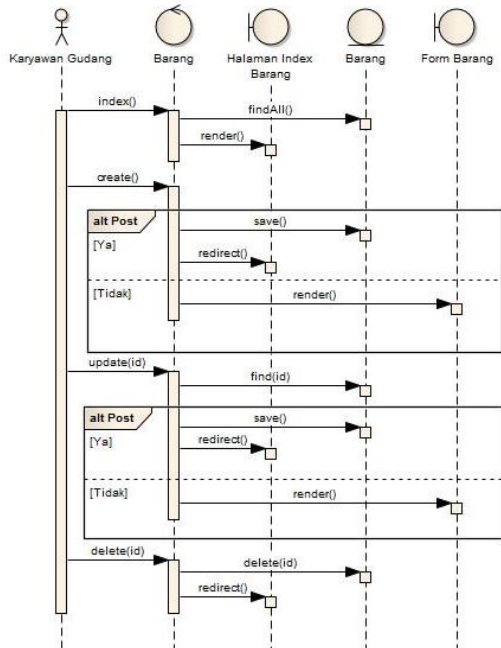 Karyawan Gudang
Barang
Halaman Index
Barang
Barang
Form Barang
index()
findAll()
render()
create()
alt Post
save()
[Ya]
redirect()
[Tidak]
render()
update(id)
find(id)
alt Post
save()
[Ya]
redirect()
[Tidak]
render()
delete(id)
delete(id)
redirect()